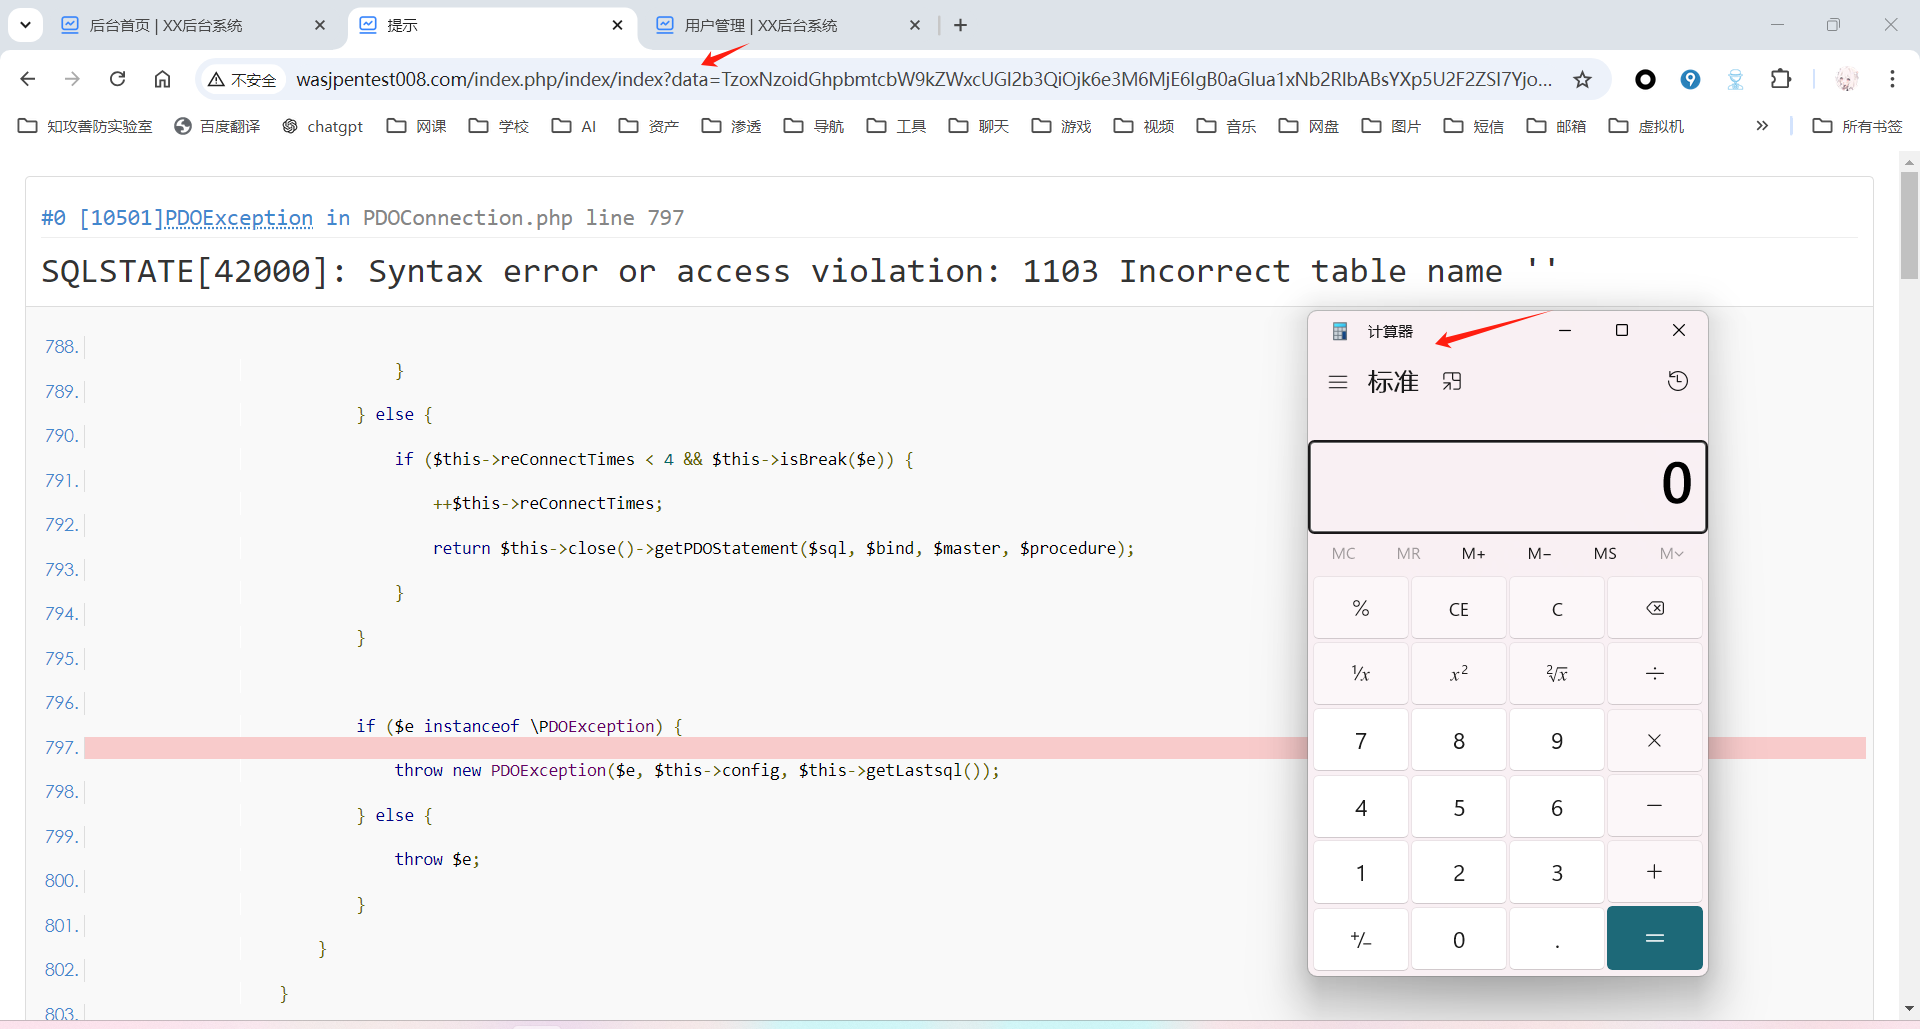 后台首页 | XX后台系统
提示
用户管理 | XX后台系统
不安全
wasjpentest008.com/index.php/index/index?data=TzoxNzoidGhpbmtcbW9kZWxcUGl2b3QiOjk6e3M6MjE6IgB0aGlua1xNb2RlbABsYXp5U2F2ZSI7Yjo...
知攻善防实验室
百度翻译
chatgpt
网课
学校
AI
资产
渗透
导航
工具
聊天
游戏
视频
音乐
网盘
图片
短信
邮箱
虚拟机
所有书签
#0 [10501]PDOException in PDOConnection.php line 797
SQLSTATE[42000]: Syntax error or access violation: 1103 Incorrect table name ''
788.
}
789.
} else {
790.
if ($this->reConnectTimes < 4 && $this->isBreak($e)) {
791.
++$this->reConnectTimes;
792.
return $this->close()->getPDOStatement($sql, $bind, $master, $procedure);
793.
}
794.
}
795.
796.
if ($e instanceof \PDOException) {
797.
throw new PDOException($e, $this->config, $this->getLastsql());
798.
} else {
799.
throw $e;
800.
}
801.
}
802.
}
803.
计算器
标准
0
MC MR M+ M− MS M
% CE C
⅟x x² ²√x ÷
7 8 9 ×
4 5 6 −
1 2 3 +
+/− 0 . =